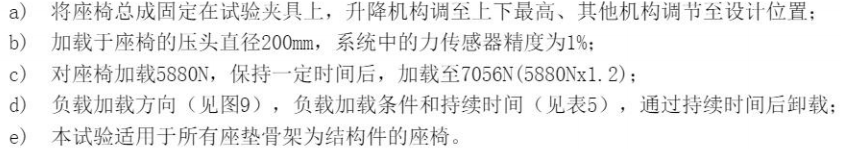 a) 将座椅总成固定在试验夹具上，升降机构调至上下最高、其他机构调节至设计位置；
b) 加载于座椅的压头直径200mm，系统中的力传感器精度为1%；
c) 对座椅加载5880N，保持一定时间后，加载至7056N(5880Nx1.2)；
d) 负载加载方向（见图9），负载加载条件和持续时间（见表5），通过持续时间后卸载；
e) 本试验适用于所有座垫骨架为结构件的座椅。